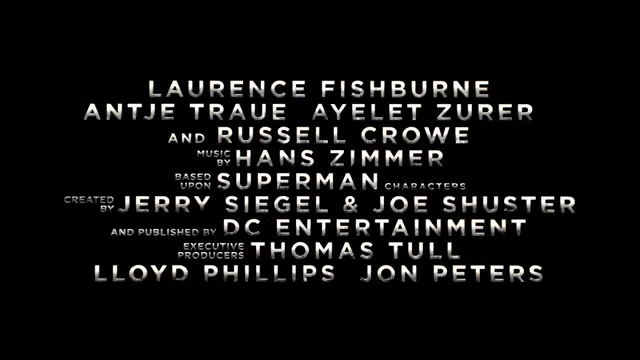 LAURENCE FISHBURNE
ANTJE TRAUE AYELET ZURER
AND RUSSELL CROWE
MUSIC BY HANS ZIMMER
BASED UPON SUPERMAN CHARACTERS
CREATED BY JERRY SIEGEL & JOE SHUSTER
AND PUBLISHED BY DC ENTERTAINMENT
EXECUTIVE PRODUCERS THOMAS TULL
LLOYD PHILLIPS JON PETERS